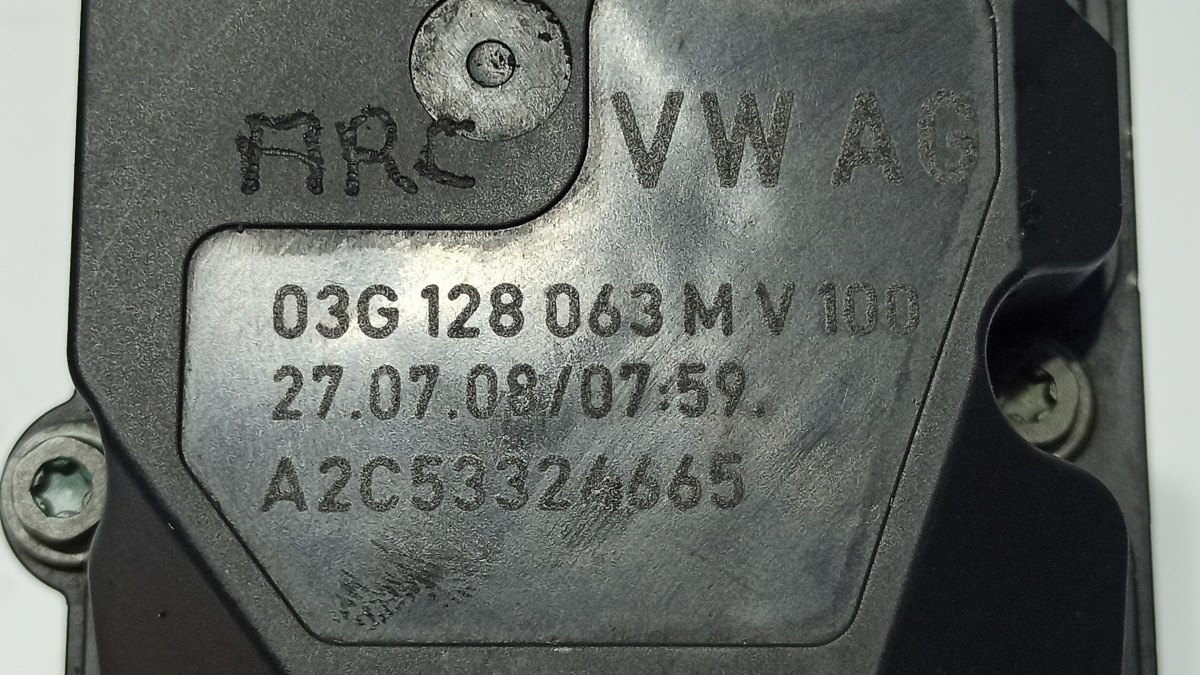 ARC
VW AG
03G 128 063 M V 100
27.07.08/07:59.
A2C53324665